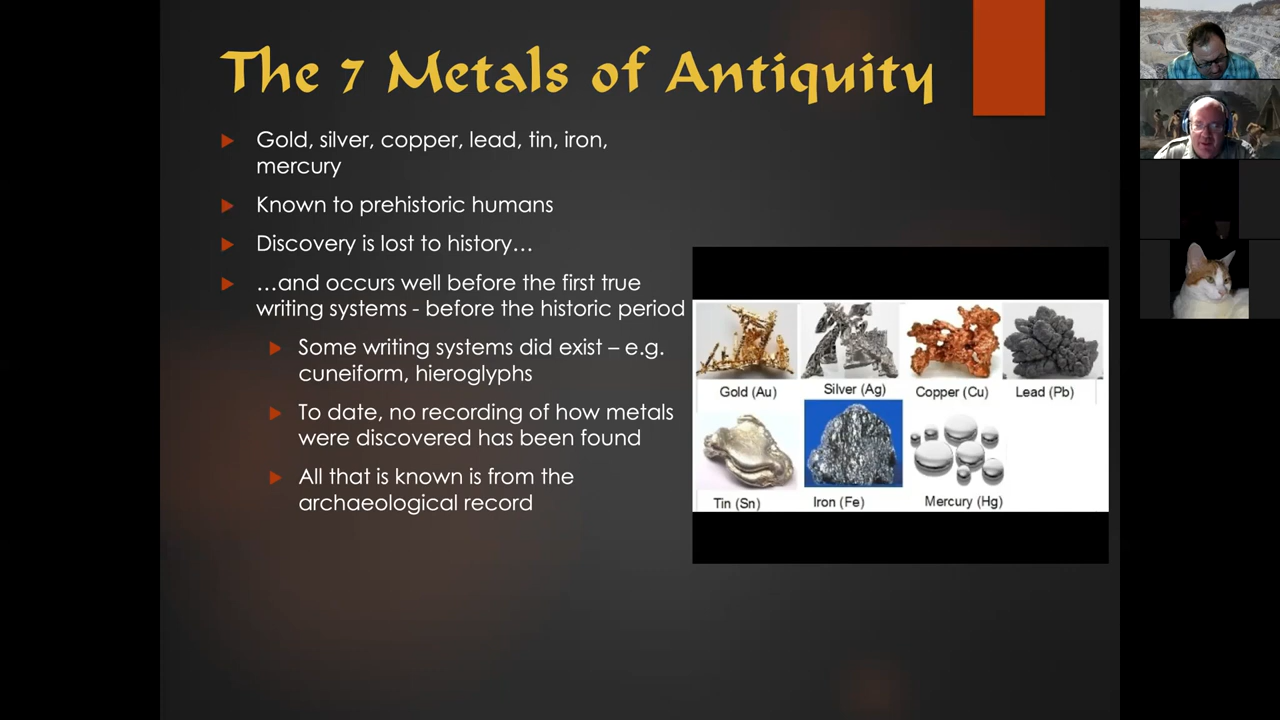 The 7 Metals of Antiquity
Gold, silver, copper, lead, tin, iron,
mercury
Known to prehistoric humans
Discovery is lost to history…
…and occurs well before the first true
writing systems - before the historic period
Some writing systems did exist – e.g.
cuneiform, hieroglyphs
To date, no recording of how metals
were discovered has been found
All that is known is from the
archaeological record
Gold (Au) Silver (Ag) Copper (Cu) Lead (Pb)
Tin (Sn) Iron (Fe) Mercury (Hg)